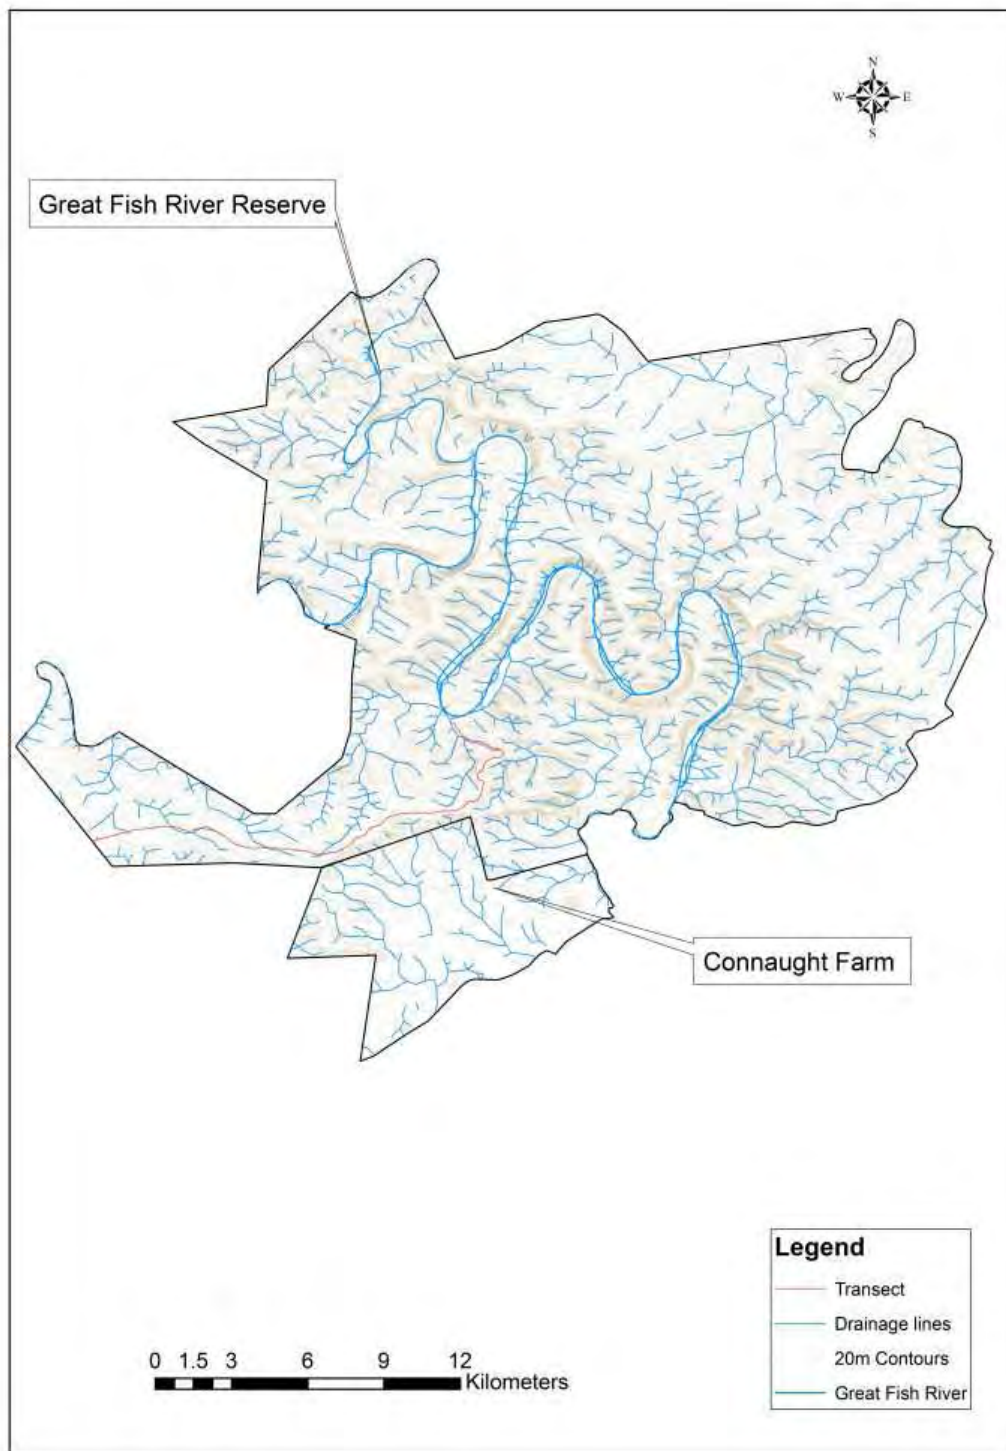 N
W E
S
Great Fish River Reserve
Connaught Farm
Legend
Transect
Drainage lines
20m Contours
Great Fish River
0 1.5 3 6 9 12
Kilometers